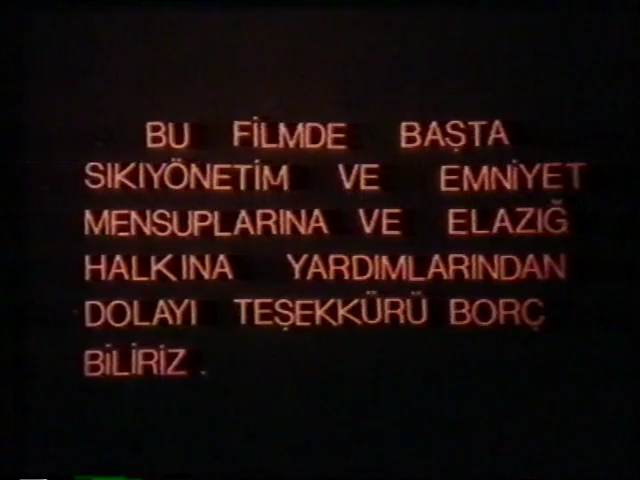 BU FİLMDE BAŞTA
SIKIYÖNETİM VE EMNİYET
MENSUPLARINA VE ELAZIĞ
HALKINA YARDIMLARINDAN
DOLAYI TEŞEKKÜRÜ BORÇ
BİLİRİZ .